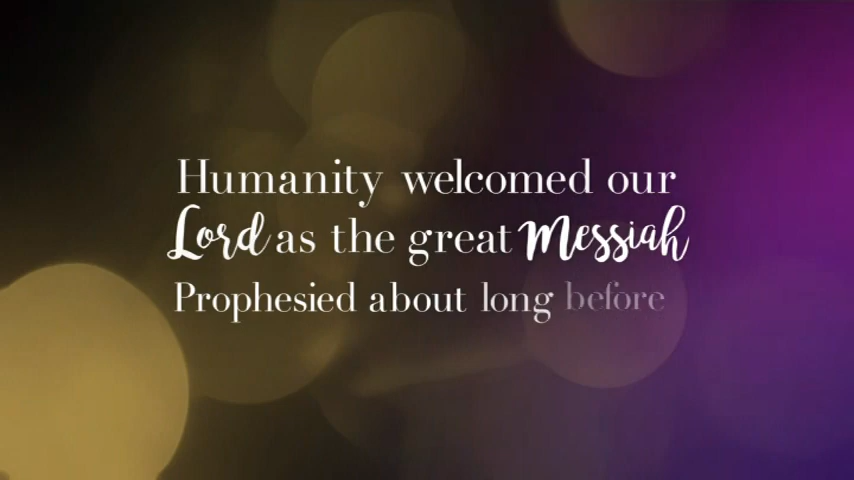 Humanity welcomed our
Lord as the great Messiah
Prophesied about long before